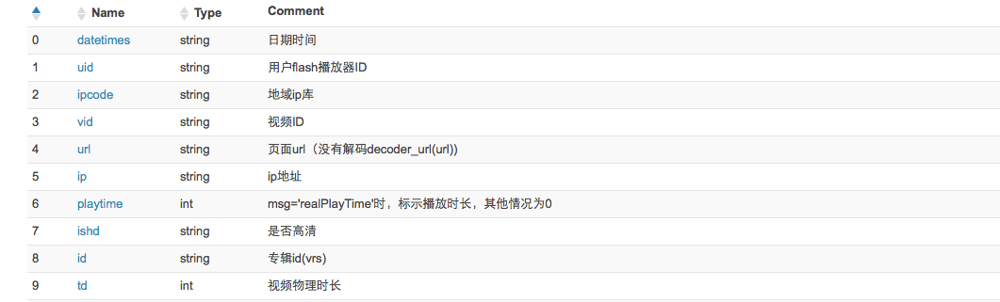 Name Type Comment
0 datetimes string 日期时间
1 uid string 用户flash播放器ID
2 ipcode string 地域ip库
3 vid string 视频ID
4 url string 页面url（没有解码decoder_url(url))
5 ip string ip地址
6 playtime int msg='realPlayTime'时，标示播放时长，其他情况为0
7 ishd string 是否高清
8 id string 专辑id(vrs)
9 td int 视频物理时长